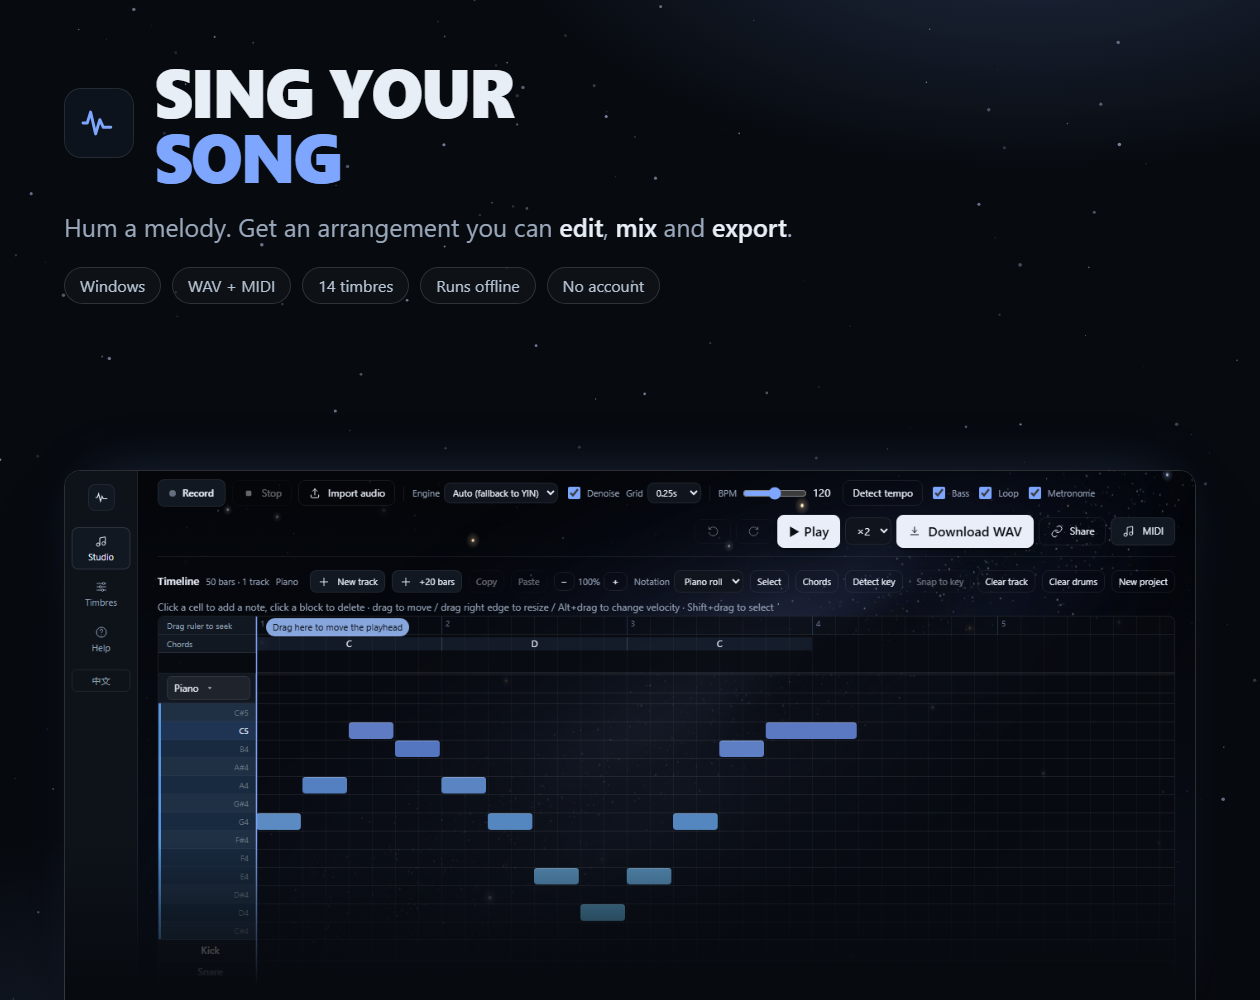 SING YOUR
SONG
Hum a melody. Get an arrangement you can edit, mix and export.
Windows WAV + MIDI 14 timbres Runs offline No account
Record Stop Import audio Engine Auto (fallback to YIN) Denoise Grid 0.25s BPM 120 Detect tempo Bass Loop Metronome
Play ×2 Download WAV Share MIDI
Studio
Timbres
Help
中文
Timeline 50 bars · 1 track Piano New track +20 bars Copy Paste − 100% + Notation Piano roll Select Chords Detect key Snap to key Clear track Clear drums New project
Click a cell to add a note, click a block to delete · drag to move / drag right edge to resize / Alt+drag to change velocity · Shift+drag to select
Drag ruler to seek 1 Drag here to move the playhead 2 3 4 5
Chords C D C
Piano
C#5
C5
B4
A#4
A4
G#4
G4
F#4
F4
E4
D#4
D4
C#4
Kick
Snare